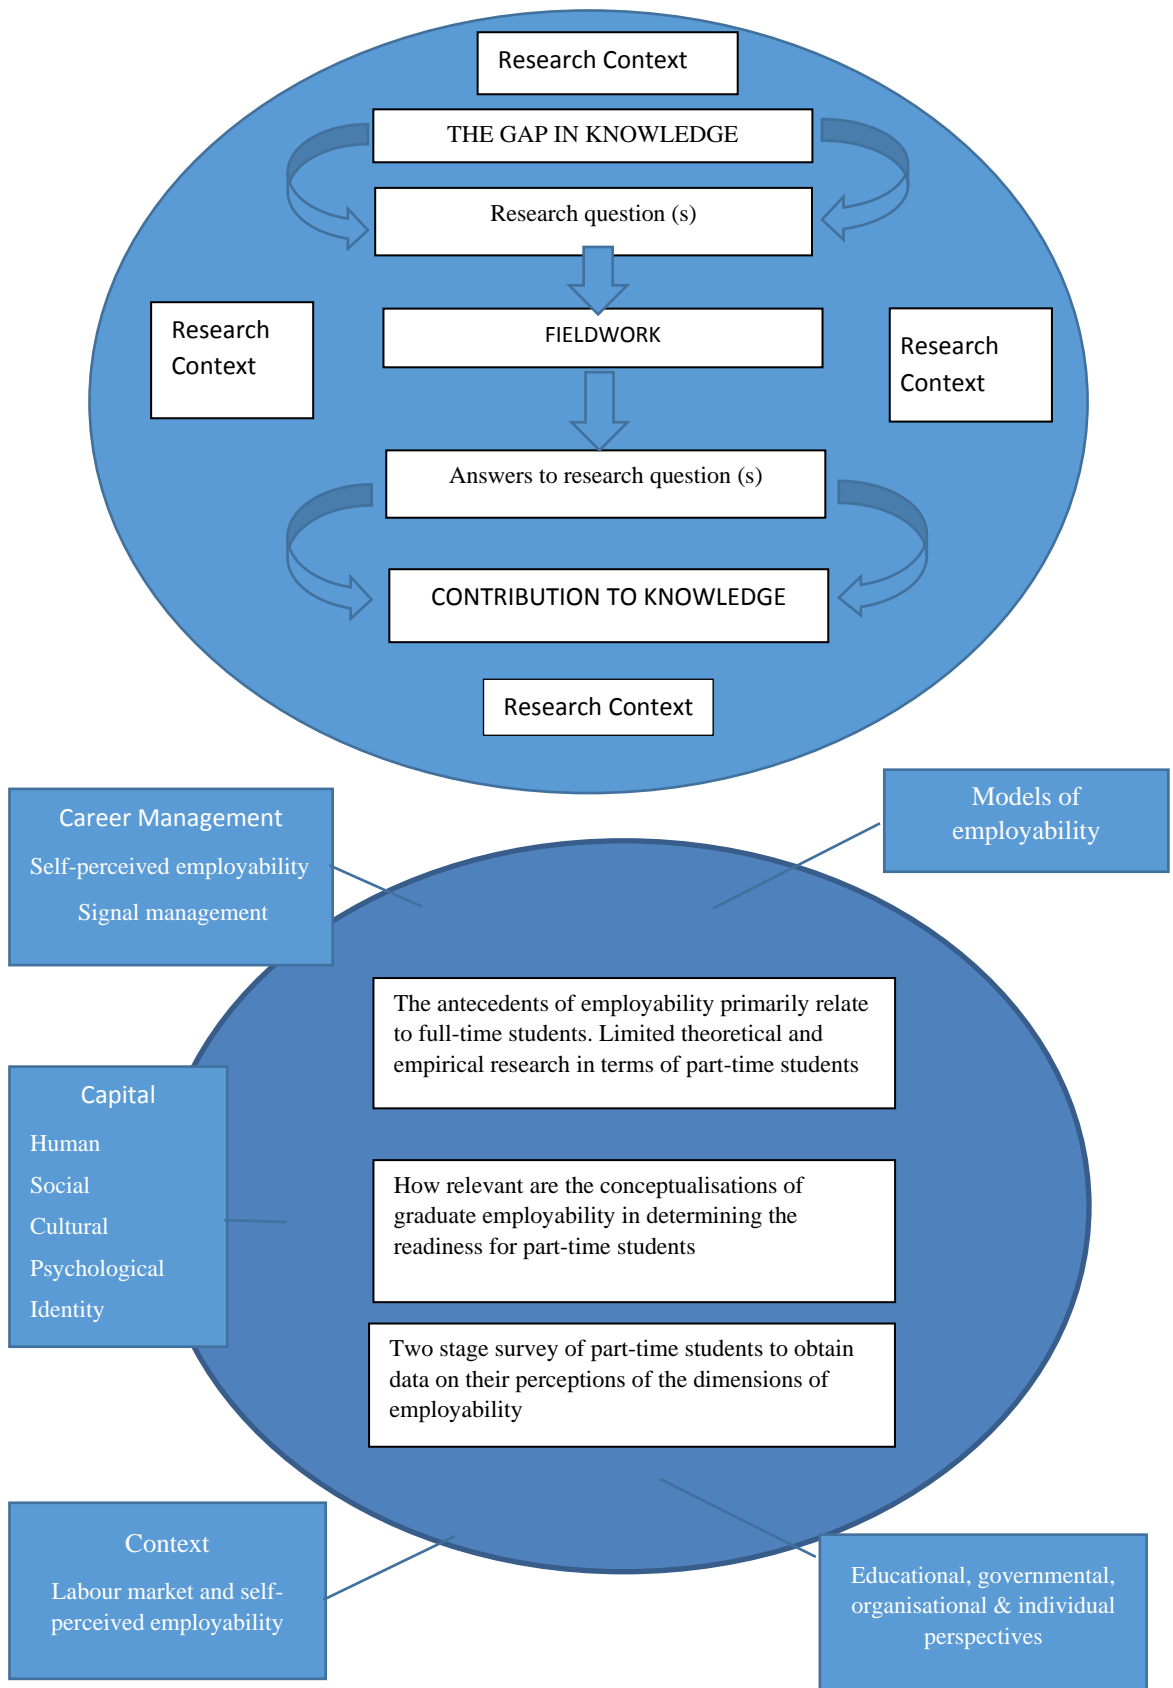 Research Context
THE GAP IN KNOWLEDGE
Research question (s)
Research
Context
FIELDWORK
Research
Context
Answers to research question (s)
CONTRIBUTION TO KNOWLEDGE
Research Context
Career Management
Self-perceived employability
Signal management
Models of
employability
The antecedents of employability primarily relate
to full-time students. Limited theoretical and
empirical research in terms of part-time students
Capital
Human
Social
Cultural
Psychological
Identity
How relevant are the conceptualisations of
graduate employability in determining the
readiness for part-time students
Two stage survey of part-time students to obtain
data on their perceptions of the dimensions of
employability
Context
Labour market and self-
perceived employability
Educational, governmental,
organisational & individual
perspectives